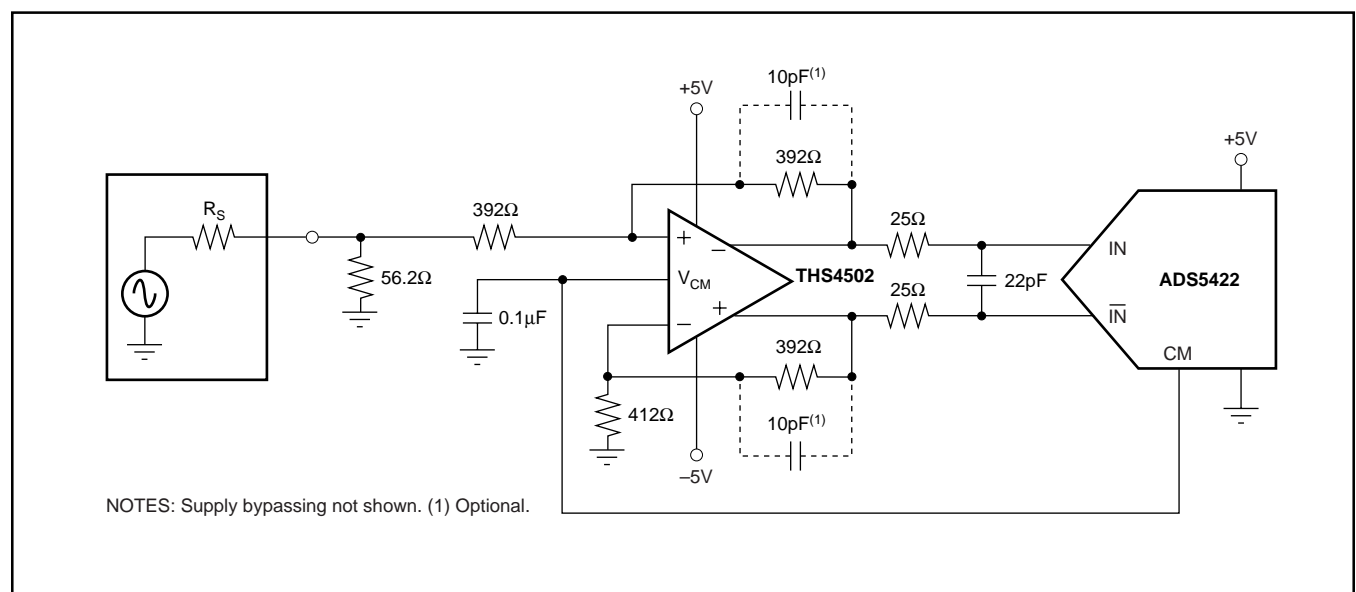 10pF(1)
+5V
392Ω
+5V
RS
392Ω
25Ω
+
–
IN
56.2Ω
VCM
THS4502
22pF
ADS5422
0.1µF
+
25Ω
–
IN
392Ω
CM
412Ω
10pF(1)
–5V
NOTES: Supply bypassing not shown. (1) Optional.